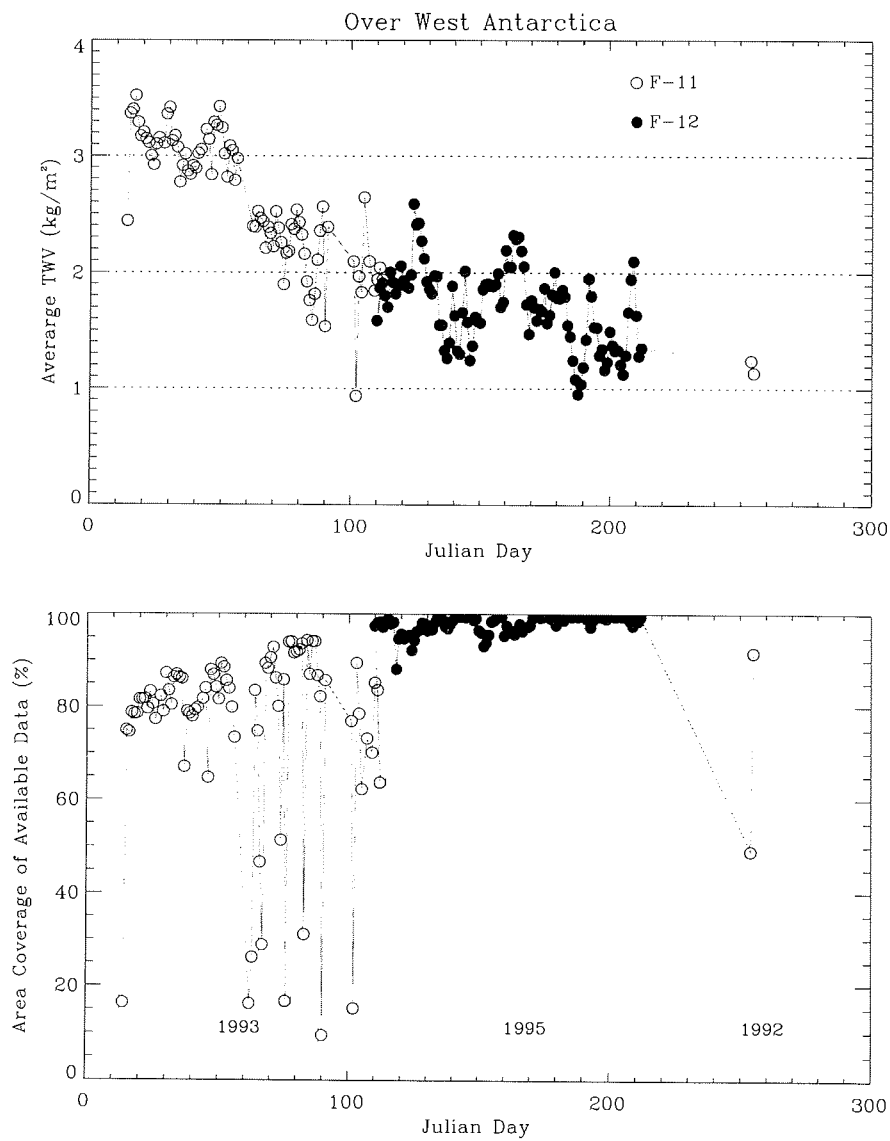 Over West Antarctica
4
3
2
1
0
Averarge TWV (kg/m²)
F-11
F-12
0 100 200 300
Julian Day
100
80
60
40
20
0
Area Coverage of Available Data (%)
1993 1995 1992
0 100 200 300
Julian Day